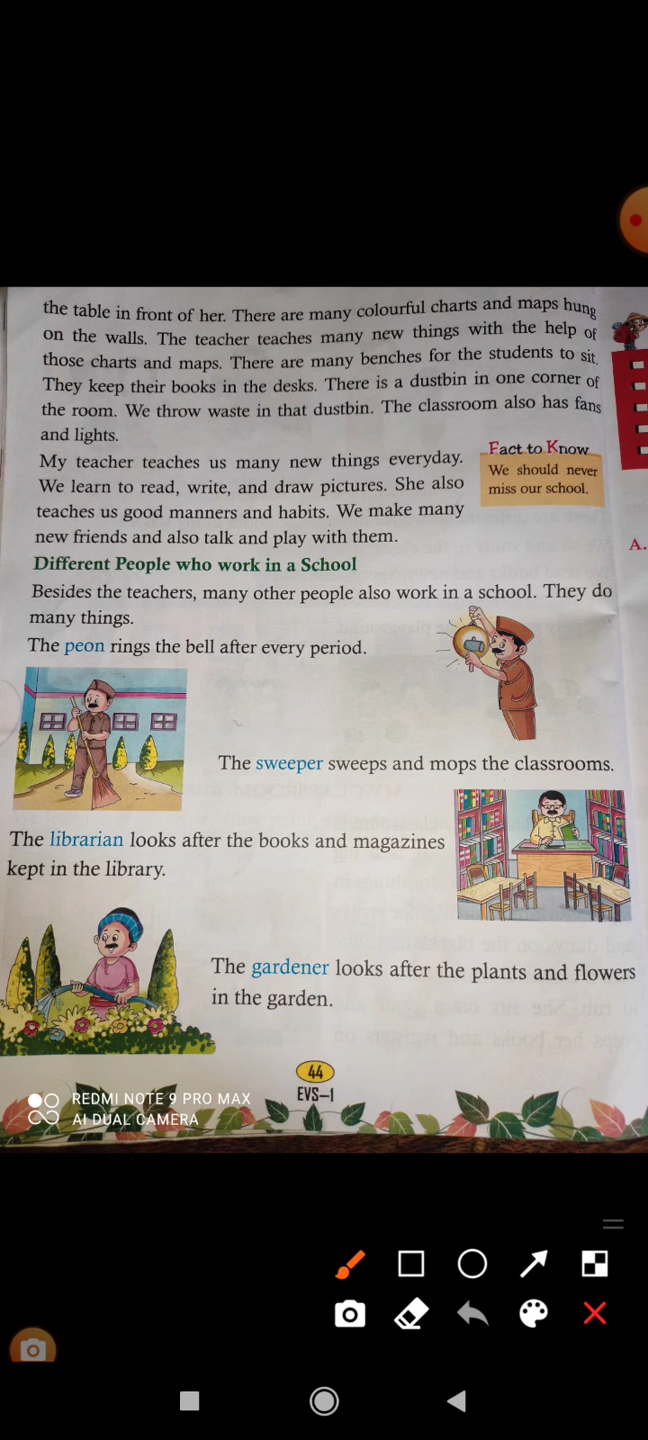 the table in front of her. There are many colourful charts and maps hung
on the walls. The teacher teaches many new things with the help of
those charts and maps. There are many benches for the students to sit.
They keep their books in the desks. There is a dustbin in one corner of
the room. We throw waste in that dustbin. The classroom also has fans
and lights.
My teacher teaches us many new things everyday.
We learn to read, write, and draw pictures. She also
teaches us good manners and habits. We make many
new friends and also talk and play with them.
Fact to Know
We should never
miss our school.
A.
Different People who work in a School
Besides the teachers, many other people also work in a school. They do
many things.
The peon rings the bell after every period.
The sweeper sweeps and mops the classrooms.
The librarian looks after the books and magazines
kept in the library.
The gardener looks after the plants and flowers
in the garden.
44
EVS–1
REDMI NOTE 9 PRO MAX
AI DUAL CAMERA